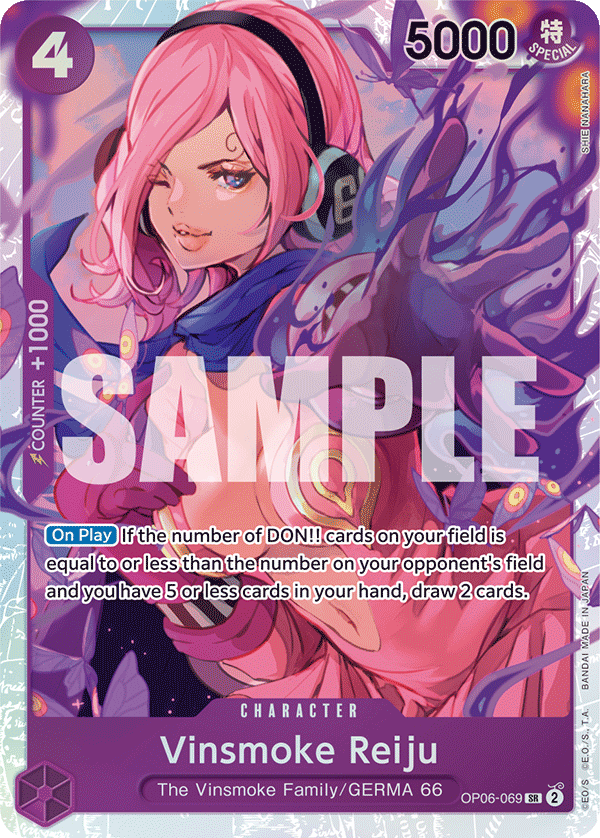 4
5000
特
SPECIAL
SHIE NANAHARA
COUNTER +1000
SAMPLE
On Play If the number of DON!! cards on your field is
equal to or less than the number on your opponent's field
and you have 5 or less cards in your hand, draw 2 cards.
BANDAI MADE IN JAPAN
©E.O./S., T.A.
©EO/S
CHARACTER
Vinsmoke Reiju
The Vinsmoke Family/GERMA 66
OP06-069 SR 2